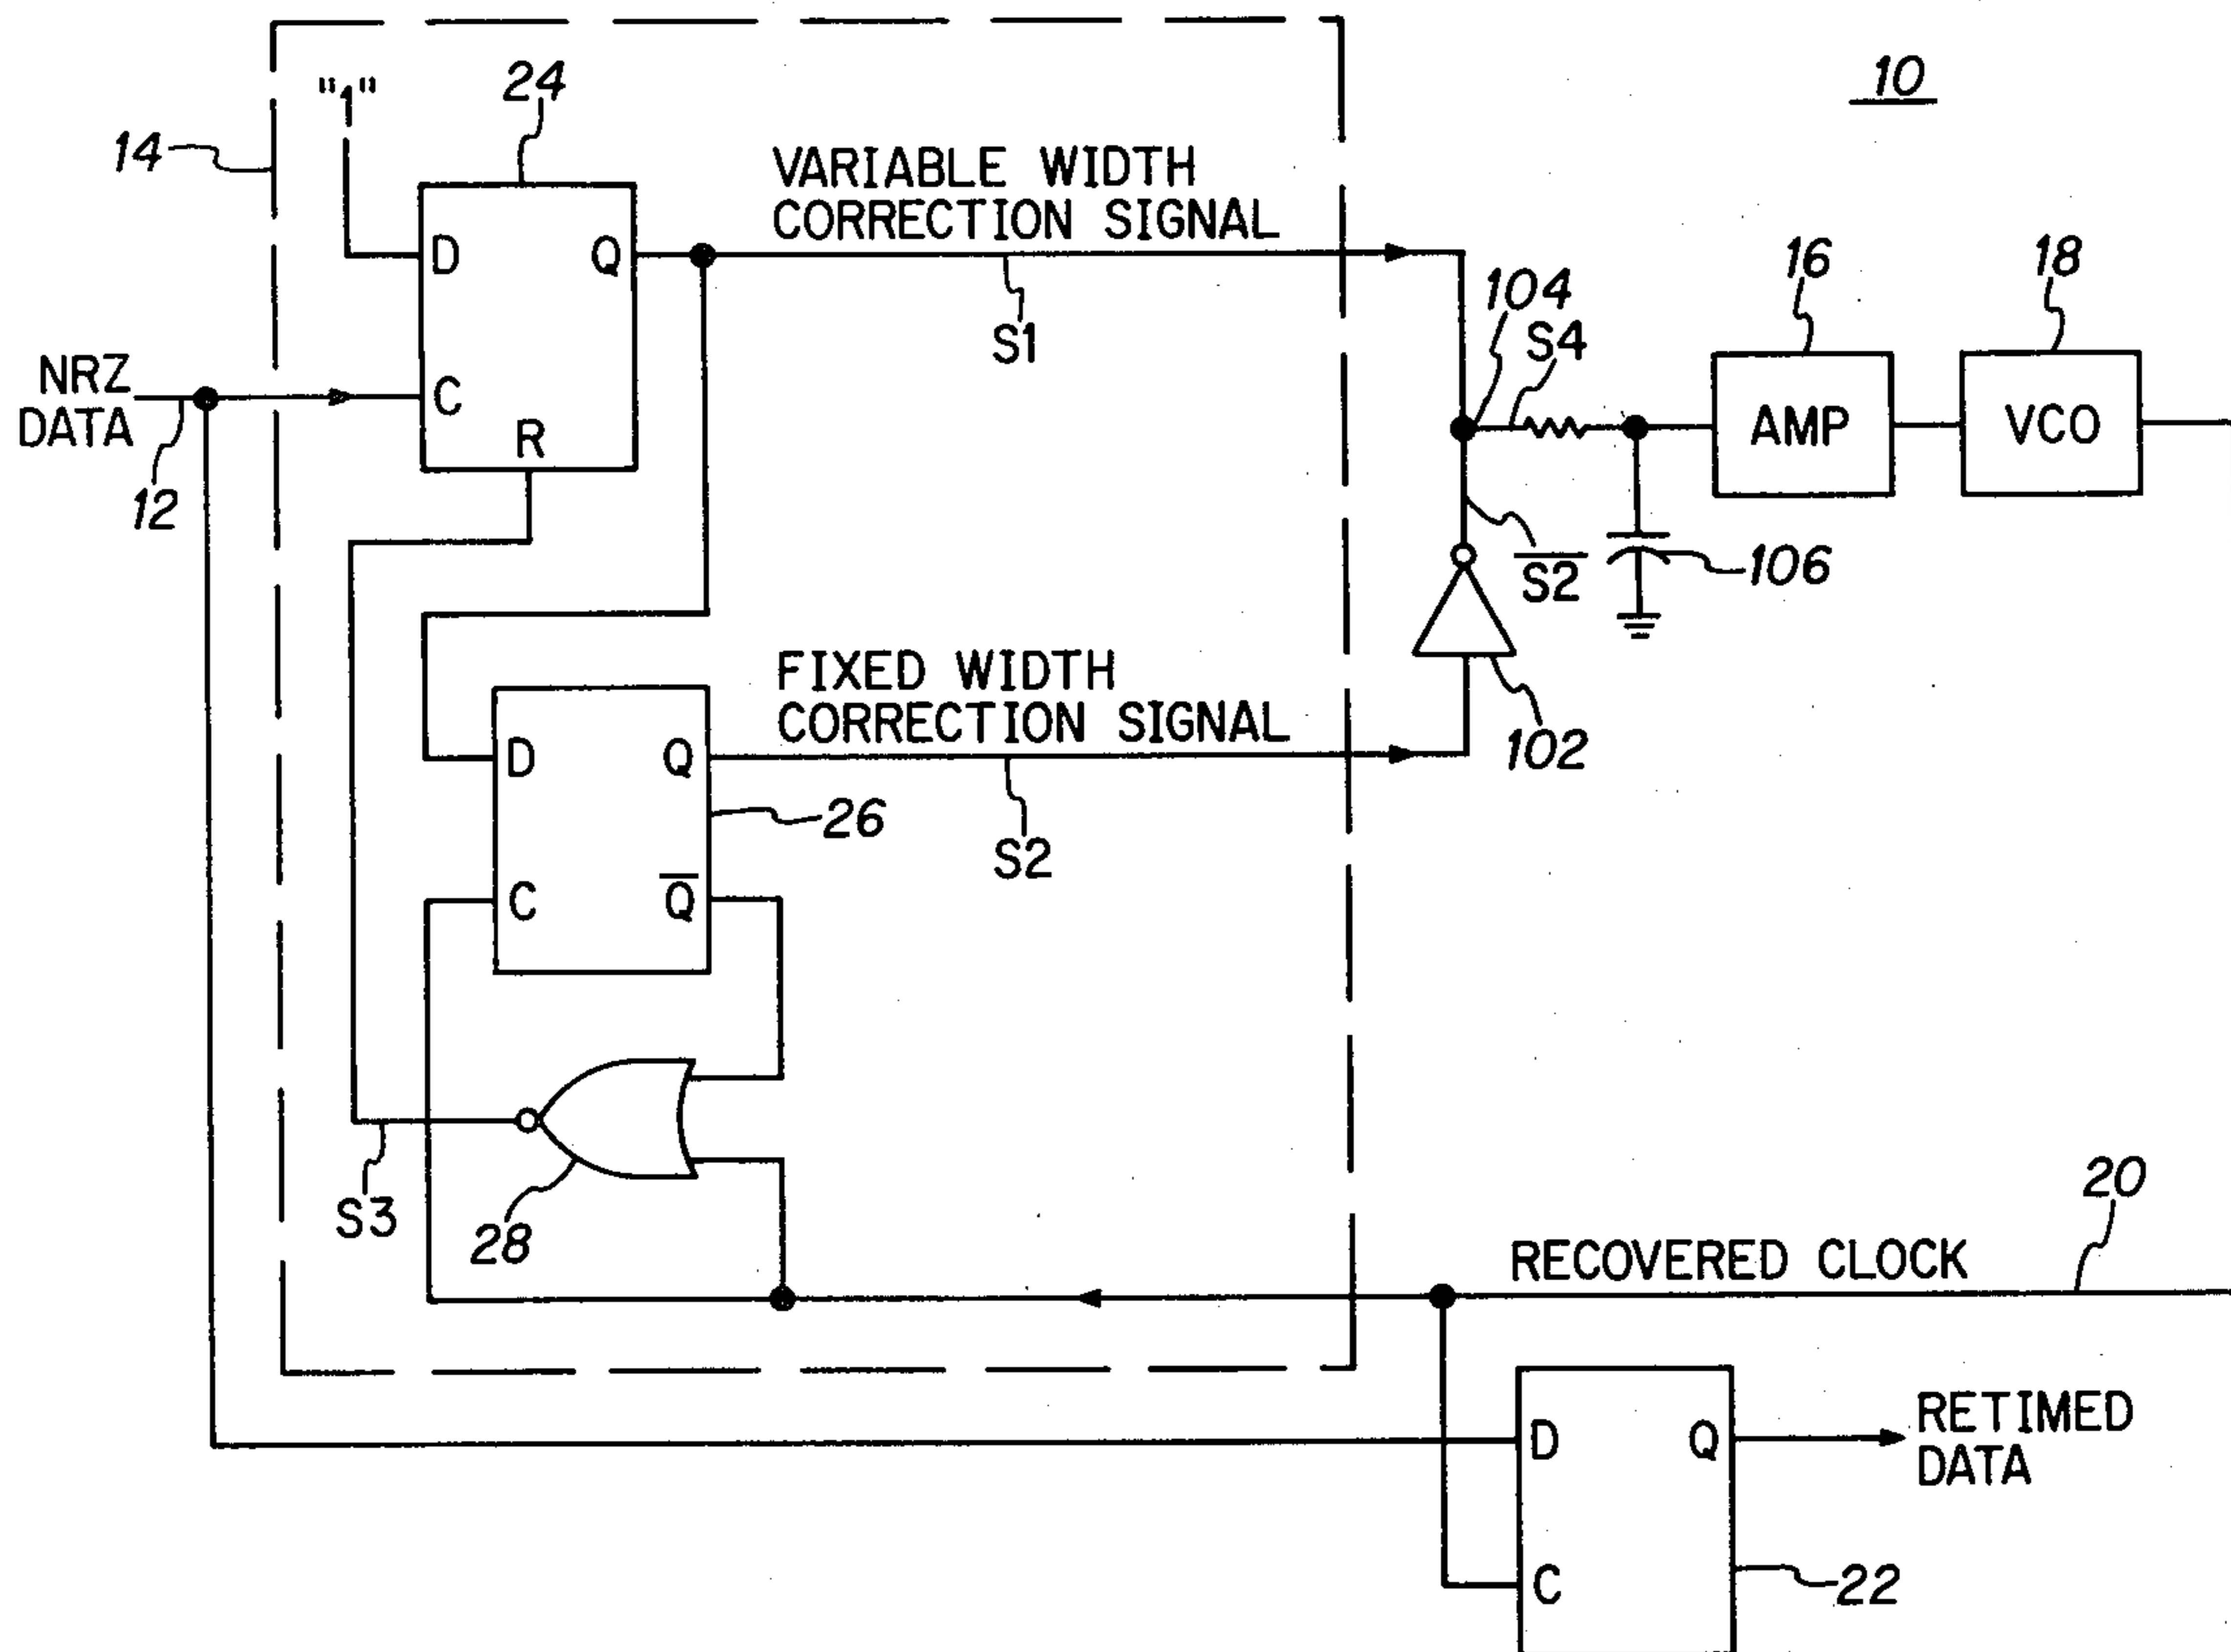 10
"1"
24
14
VARIABLE WIDTH
CORRECTION SIGNAL
D
Q
S1
104
S4
16
18
NRZ
DATA
C
R
12
AMP
VCO
S2
106
FIXED WIDTH
CORRECTION SIGNAL
D
Q
102
26
S2
C
Q
S3
28
RECOVERED CLOCK
20
D
Q
RETIMED
DATA
C
22